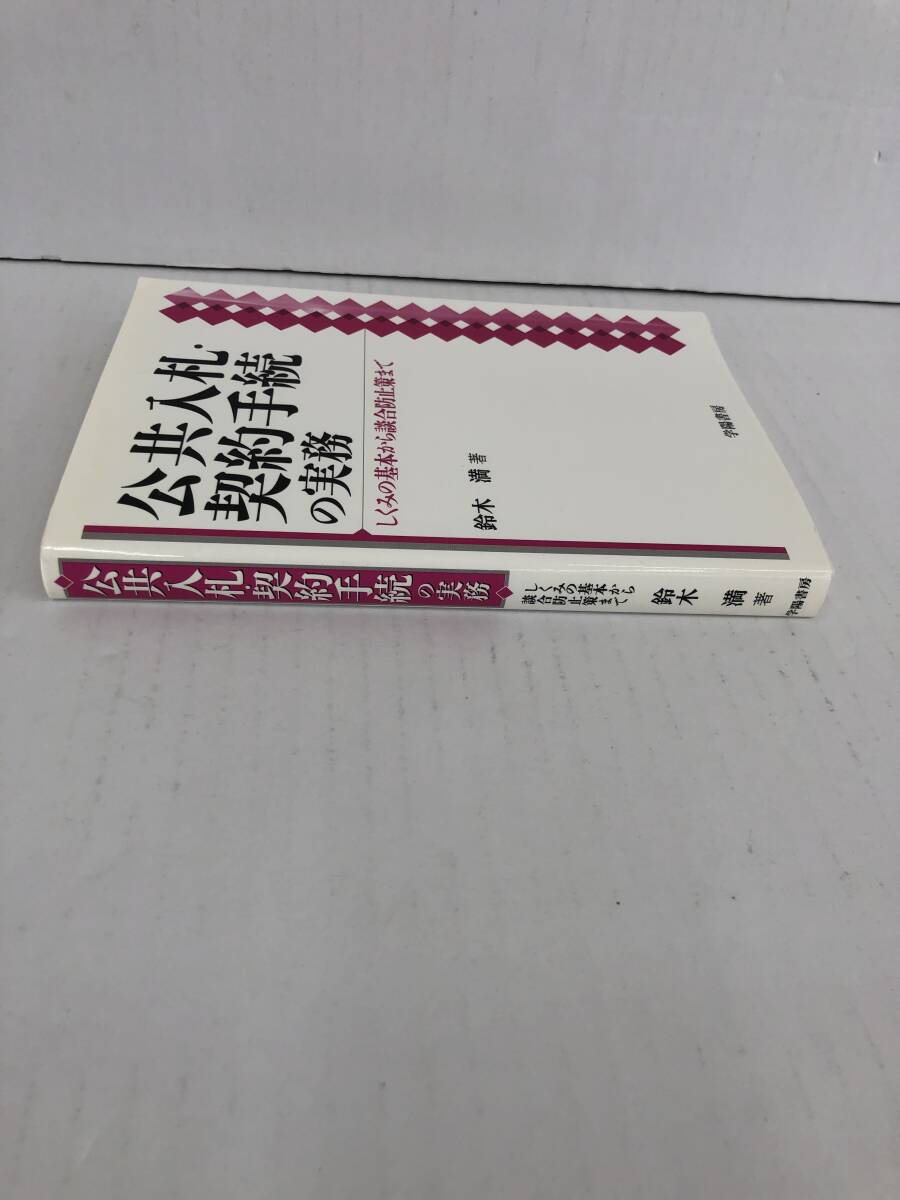 公共入札・
契約手続
の実務
しくみの基本から談合防止策まで
鈴木 満 著
学陽書房
公共入札・契約手続の実務
しくみの基本から
談合防止策まで
鈴木 満 著
学陽書房